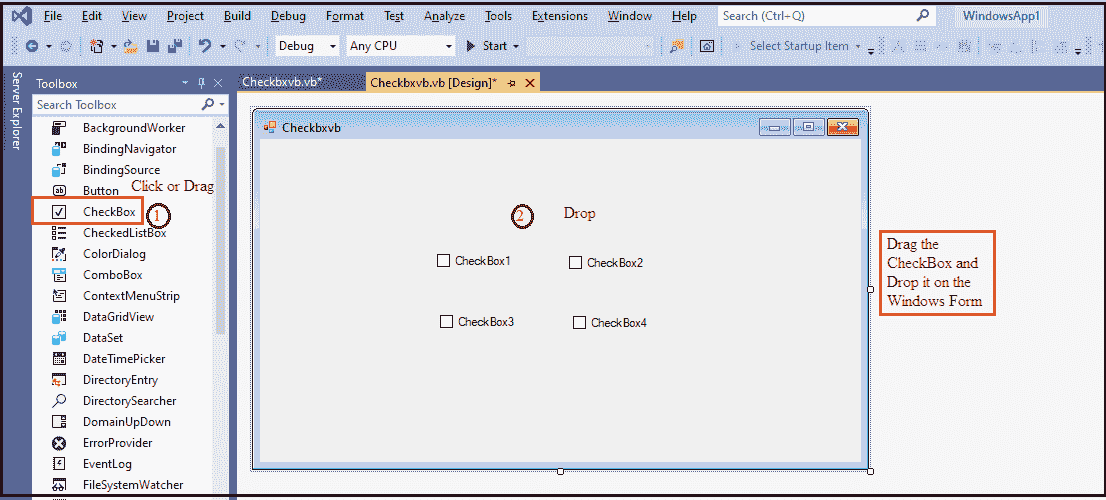 File Edit View Project Build Debug Format Test Analyze Tools Extensions Window Help Search (Ctrl+Q) WindowsApp1
Debug Any CPU Start Select Startup Item
Server Explorer
Toolbox
Checkbxvb.vb* Checkbxvb.vb [Design]*
Search Toolbox
BackgroundWorker
BindingNavigator
BindingSource
Button
Click or Drag
CheckBox
1
CheckedListBox
ColorDialog
ComboBox
ContextMenuStrip
DataGridView
DataSet
DateTimePicker
DirectoryEntry
DirectorySearcher
DomainUpDown
ErrorProvider
EventLog
FileSystemWatcher
Checkbxvb
2 Drop
CheckBox1 CheckBox2
CheckBox3 CheckBox4
Drag the
CheckBox and
Drop it on the
Windows Form